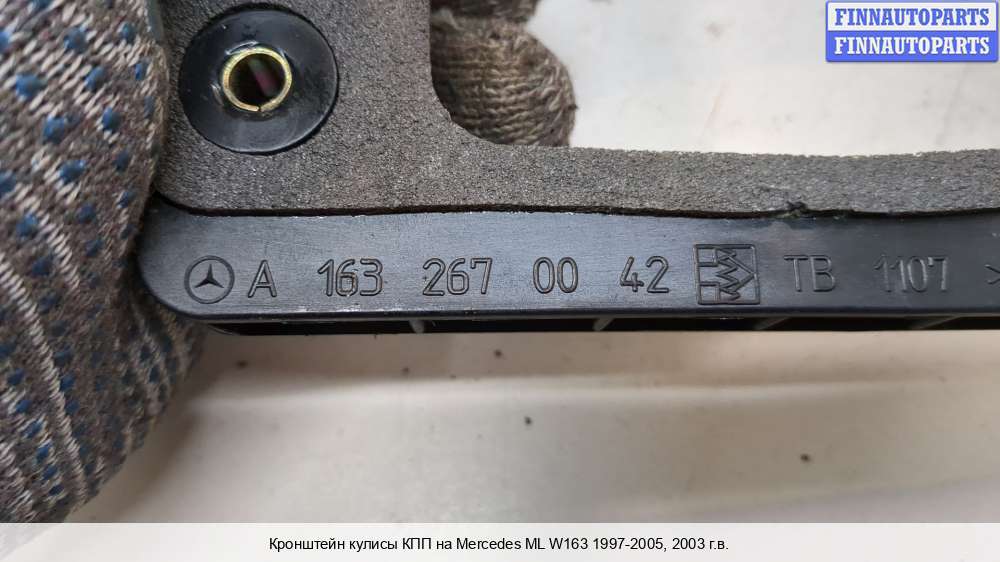 FINNAUTOPARTS
FINNAUTOPARTS
A 163 267 00 42 TB 1107 >
Кронштейн кулисы КПП на Mercedes ML W163 1997-2005, 2003 г.в.